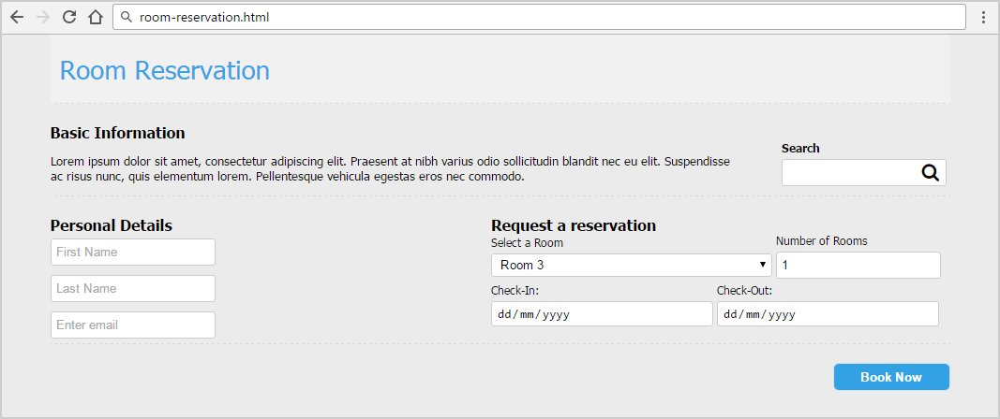 room-reservation.html
Room Reservation
Basic Information
Lorem ipsum dolor sit amet, consectetur adipiscing elit. Praesent at nibh varius odio sollicitudin blandit nec eu elit. Suspendisse
ac risus nunc, quis elementum lorem. Pellentesque vehicula egestas eros nec commodo.
Search
Personal Details
First Name
Last Name
Enter email
Request a reservation
Select a Room
Room 3
Number of Rooms
1
Check-In:
dd/mm/yyyy
Check-Out:
dd/mm/yyyy
Book Now